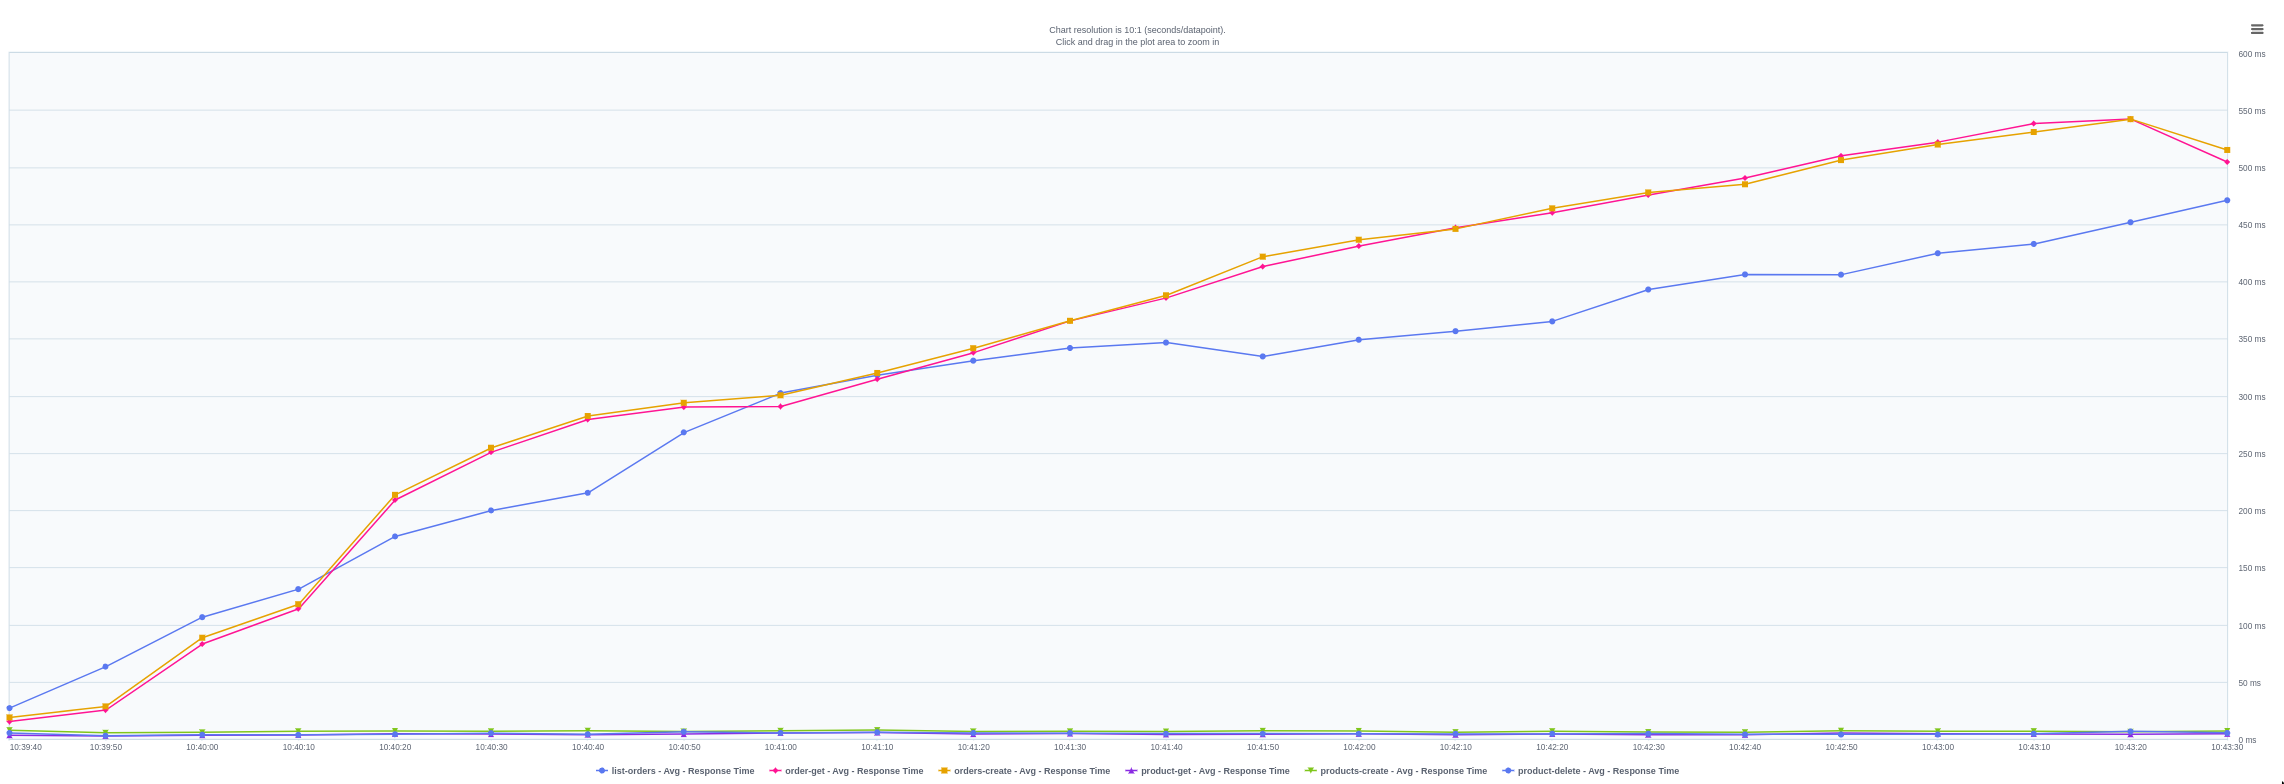 Chart resolution is 10:1 (seconds/datapoint).
Click and drag in the plot area to zoom in
600 ms
550 ms
500 ms
450 ms
400 ms
350 ms
300 ms
250 ms
200 ms
150 ms
100 ms
50 ms
0 ms
10:39:40 10:39:50 10:40:00 10:40:10 10:40:20 10:40:30 10:40:40 10:40:50 10:41:00 10:41:10 10:41:20 10:41:30 10:41:40 10:41:50 10:42:00 10:42:10 10:42:20 10:42:30 10:42:40 10:42:50 10:43:00 10:43:10 10:43:20 10:43:30
list-orders - Avg - Response Time order-get - Avg - Response Time orders-create - Avg - Response Time product-get - Avg - Response Time products-create - Avg - Response Time product-delete - Avg - Response Time